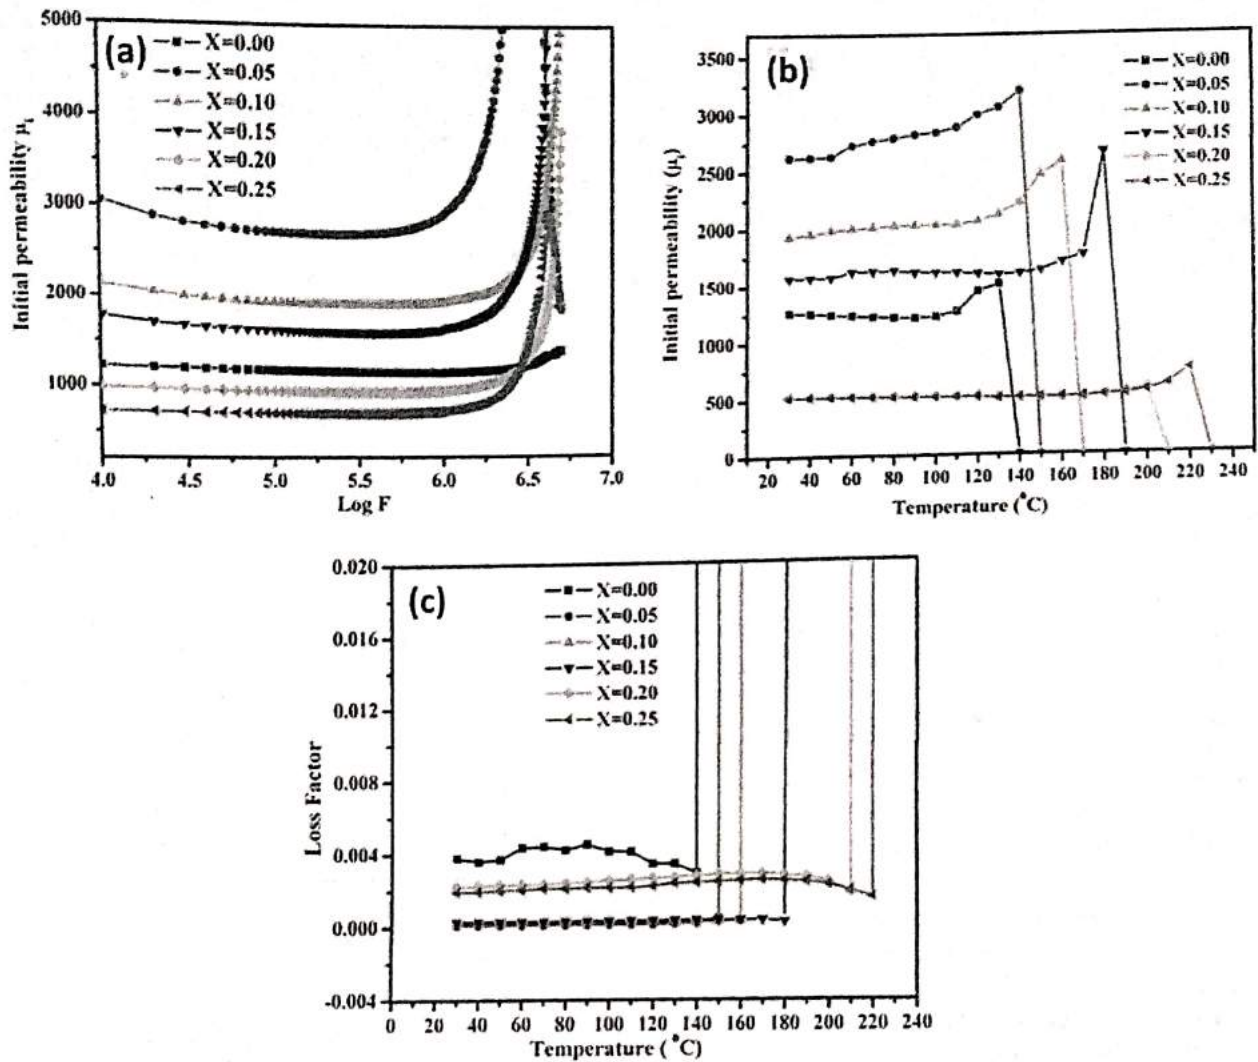 (a)
X=0.00
X=0.05
X=0.10
X=0.15
X=0.20
X=0.25
5000
4000
3000
2000
1000
Initial permeability μi
4.0 4.5 5.0 5.5 6.0 6.5 7.0
Log F
(b)
X=0.00
X=0.05
X=0.10
X=0.15
X=0.20
X=0.25
3500
3000
2500
2000
1500
1000
500
0
Initial permeability (μi)
20 40 60 80 100 120 140 160 180 200 220
Temperature (°C)
(c)
X=0.00
X=0.05
X=0.10
X=0.15
X=0.20
X=0.25
0.020
0.016
0.012
0.008
0.004
0.000
-0.004
Loss Factor
0 20 40 60 80 100 120 140 160 180 200 220 240
Temperature (°C)